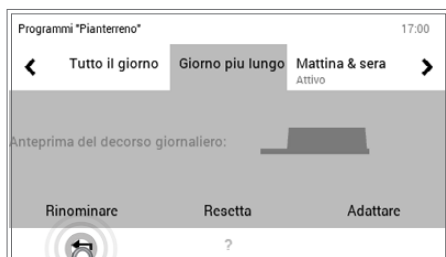 Programmi "Pianterreno" 17:00
Tutto il giorno Giorno piu lungo Mattina & sera
Attivo
Anteprima del decorso giornaliero:
Rinominare Resetta Adattare
?